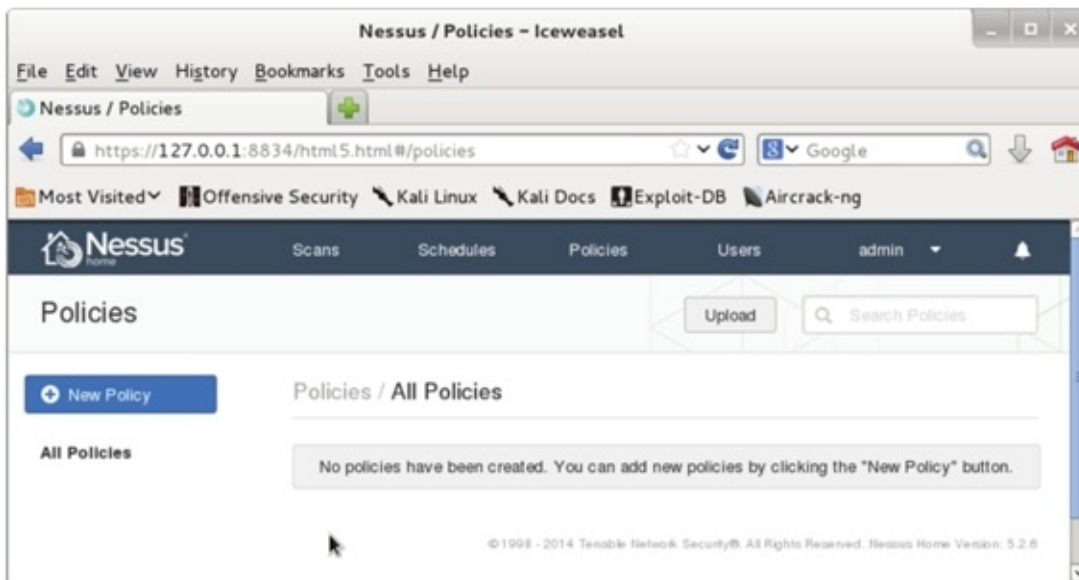 Nessus / Policies – Iceweasel
File Edit View History Bookmarks Tools Help
Nessus / Policies
https://127.0.0.1:8834/html5.html#/policies
Google
Most Visited Offensive Security Kali Linux Kali Docs Exploit-DB Aircrack-ng
Nessus home Scans Schedules Policies Users admin
Policies Upload Search Policies
New Policy Policies / All Policies
All Policies
No policies have been created. You can add new policies by clicking the "New Policy" button.
©1998 - 2014 Tenable Network Security®. All Rights Reserved. Nessus Home Version: 5.2.6